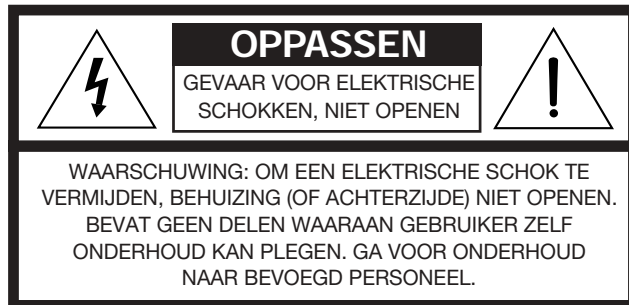 OPPASSEN
GEVAAR VOOR ELEKTRISCHE
SCHOKKEN, NIET OPENEN
WAARSCHUWING: OM EEN ELEKTRISCHE SCHOK TE
VERMIJDEN, BEHUIZING (OF ACHTERZIJDE) NIET OPENEN.
BEVAT GEEN DELEN WAARAAN GEBRUIKER ZELF
ONDERHOUD KAN PLEGEN. GA VOOR ONDERHOUD
NAAR BEVOEGD PERSONEEL.